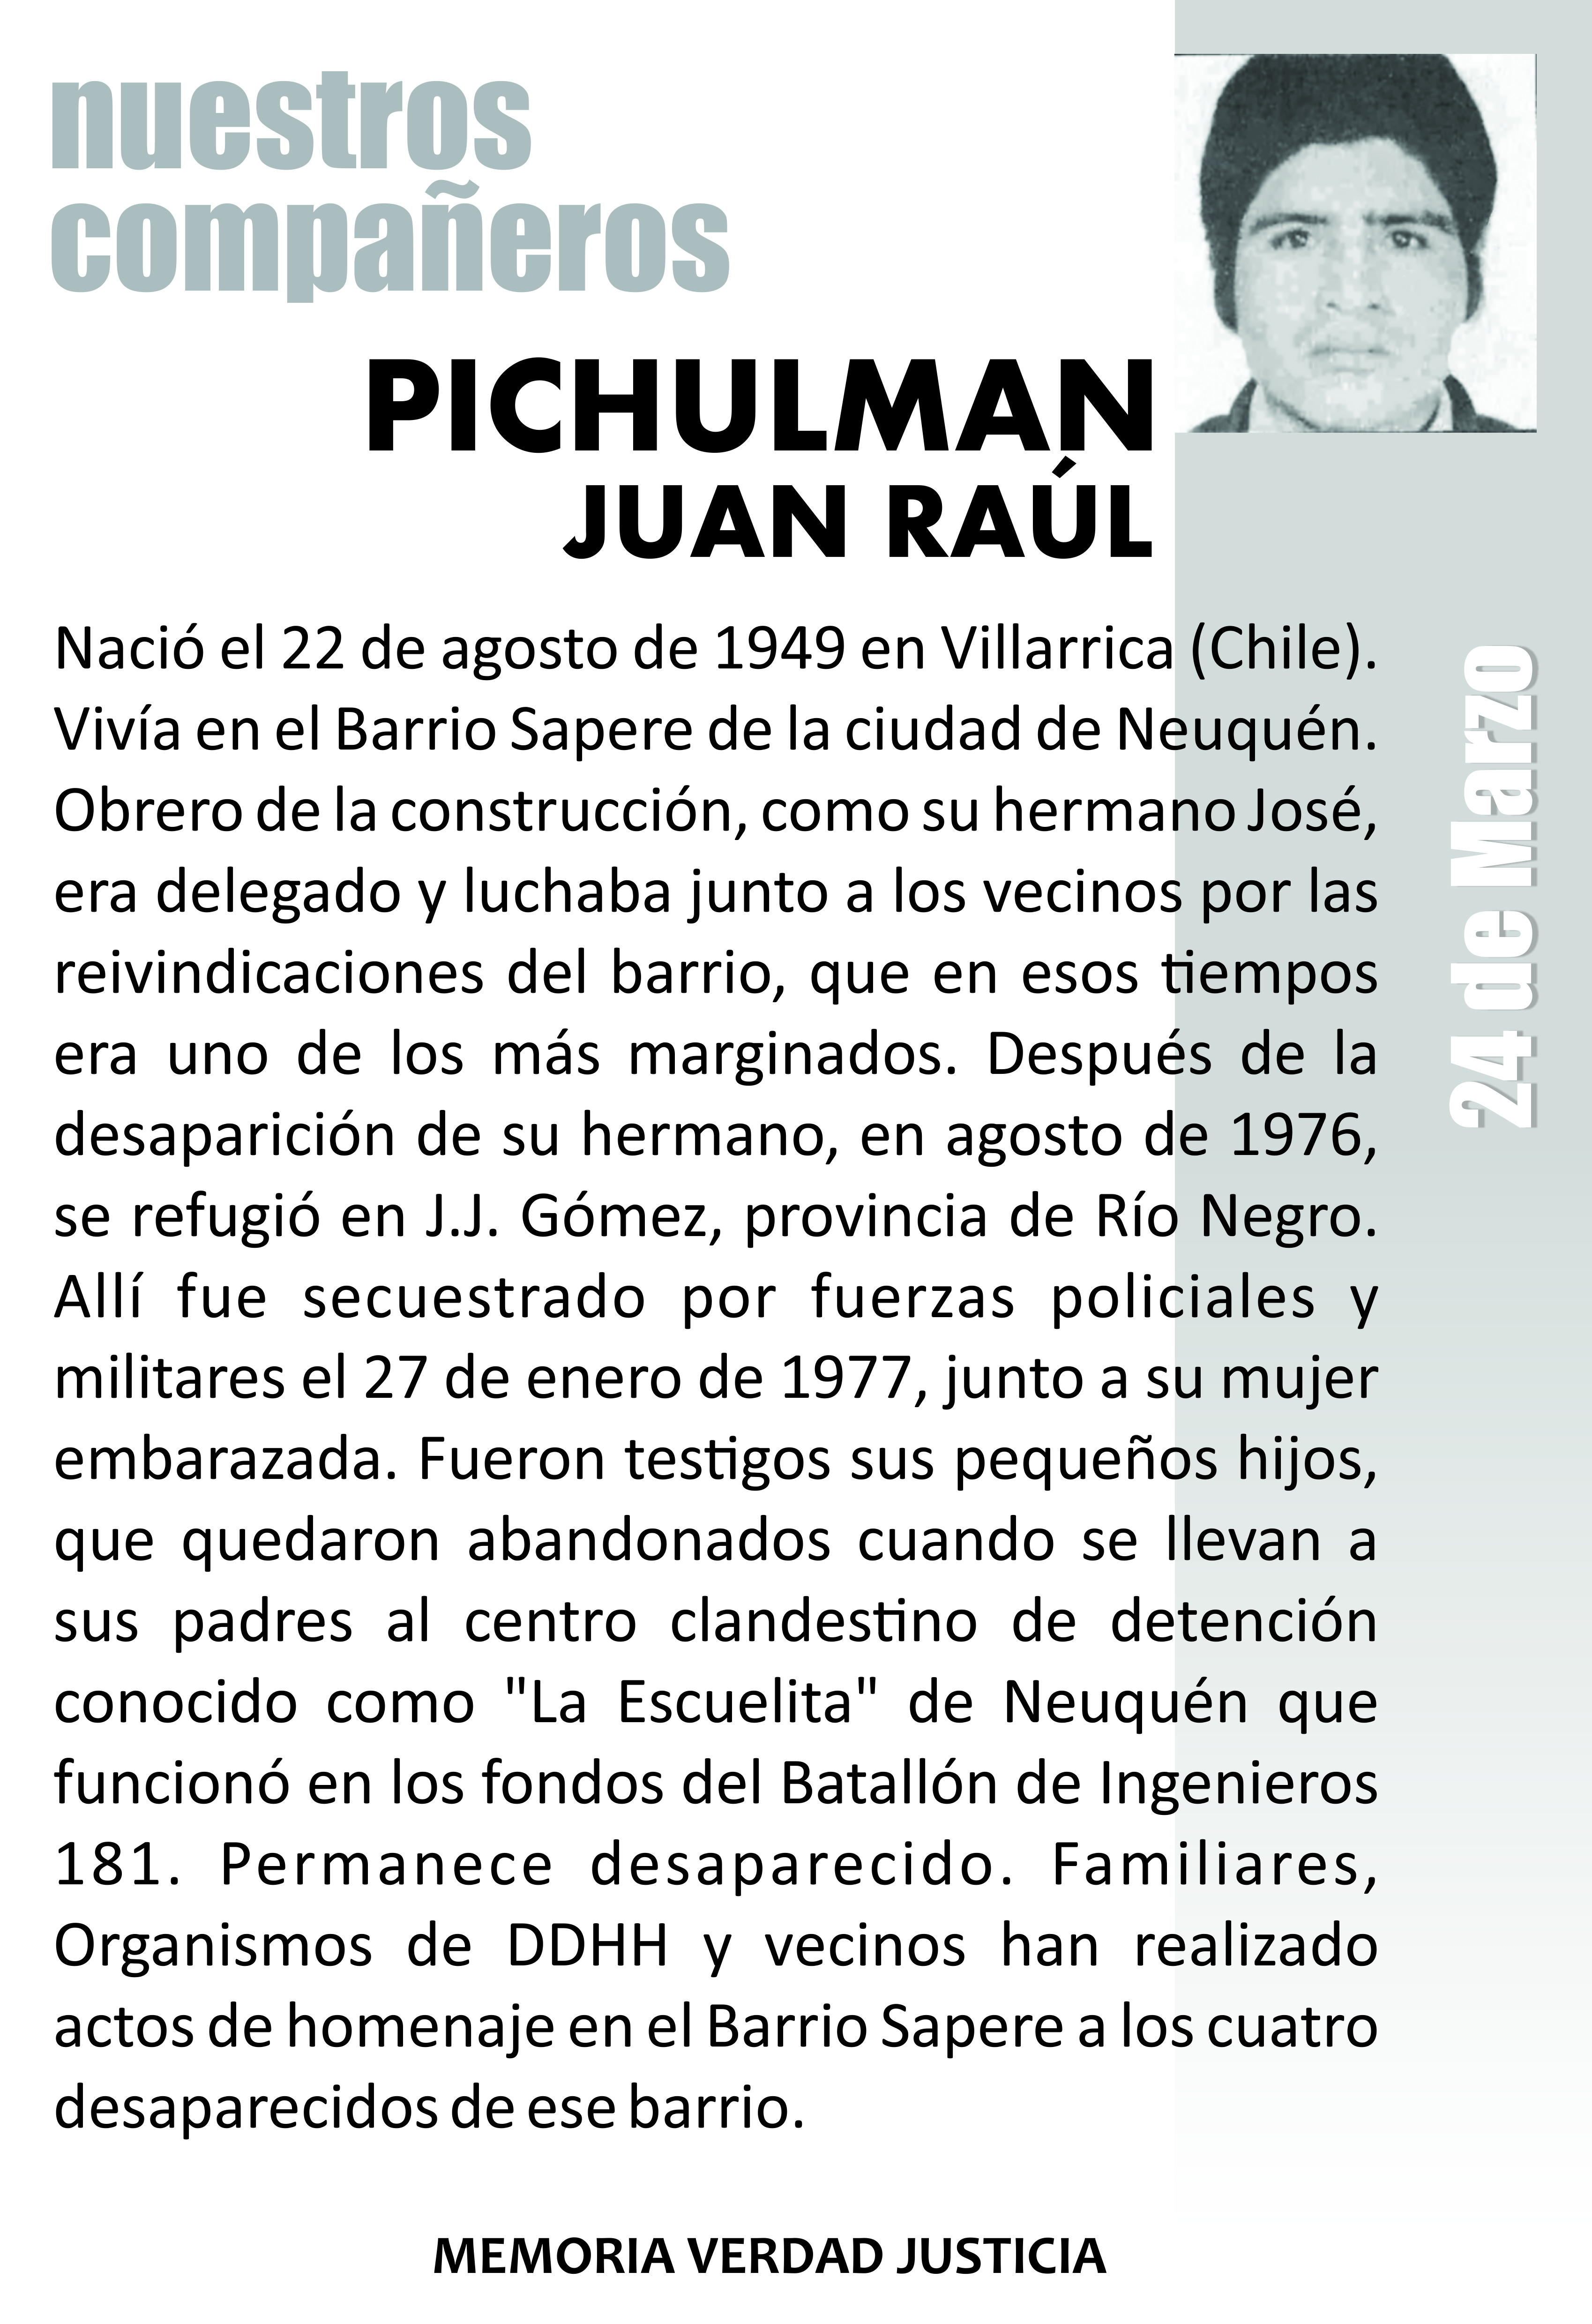 nuestros
compañeros
PICHULMAN
JUAN RAÚL
Nació el 22 de agosto de 1949 en Villarrica (Chile).
Vivía en el Barrio Sapere de la ciudad de Neuquén.
Obrero de la construcción, como su hermano José,
era delegado y luchaba junto a los vecinos por las
reivindicaciones del barrio, que en esos tiempos
era uno de los más marginados. Después de la
desaparición de su hermano, en agosto de 1976,
se refugió en J.J. Gómez, provincia de Río Negro.
Allí fue secuestrado por fuerzas policiales y
militares el 27 de enero de 1977, junto a su mujer
embarazada. Fueron testigos sus pequeños hijos,
que quedaron abandonados cuando se llevan a
sus padres al centro clandestino de detención
conocido como "La Escuelita" de Neuquén que
funcionó en los fondos del Batallón de Ingenieros
181. Permanece desaparecido. Familiares,
Organismos de DDHH y vecinos han realizado
actos de homenaje en el Barrio Sapere a los cuatro
desaparecidos de ese barrio.
24 de Marzo
MEMORIA VERDAD JUSTICIA